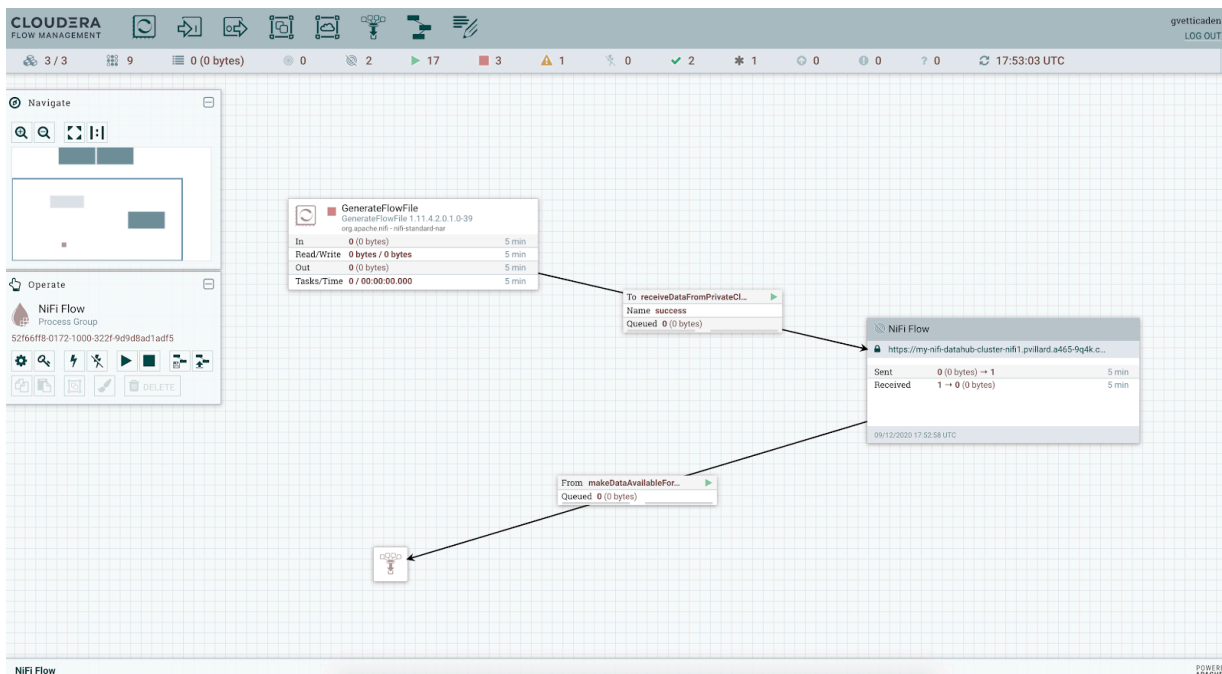 CLOUDERA
FLOW MANAGEMENT
gvetticaden
LOG OUT
3 / 3 9 0 (0 bytes) 0 2 17 3 1 0 2 1 0 0 0 17:53:03 UTC
Navigate
Operate
NiFi Flow
Process Group
52f66ff8-0172-1000-322f-9d9d8ad1adf5
DELETE
GenerateFlowFile
GenerateFlowFile 1.11.4.2.0.1.0-39
org.apache.nifi - nifi-standard-nar
In 0 (0 bytes) 5 min
Read/Write 0 bytes / 0 bytes 5 min
Out 0 (0 bytes) 5 min
Tasks/Time 0 / 00:00:00.000 5 min
To receiveDataFromPrivateCl...
Name success
Queued 0 (0 bytes)
NiFi Flow
https://my-nifi-datahub-cluster-nifi1.pvillard.a465-9q4k.c...
Sent 0 (0 bytes) → 1 5 min
Received 1 → 0 (0 bytes) 5 min
09/12/2020 17:52:58 UTC
From makeDataAvailableFor...
Queued 0 (0 bytes)
NiFi Flow